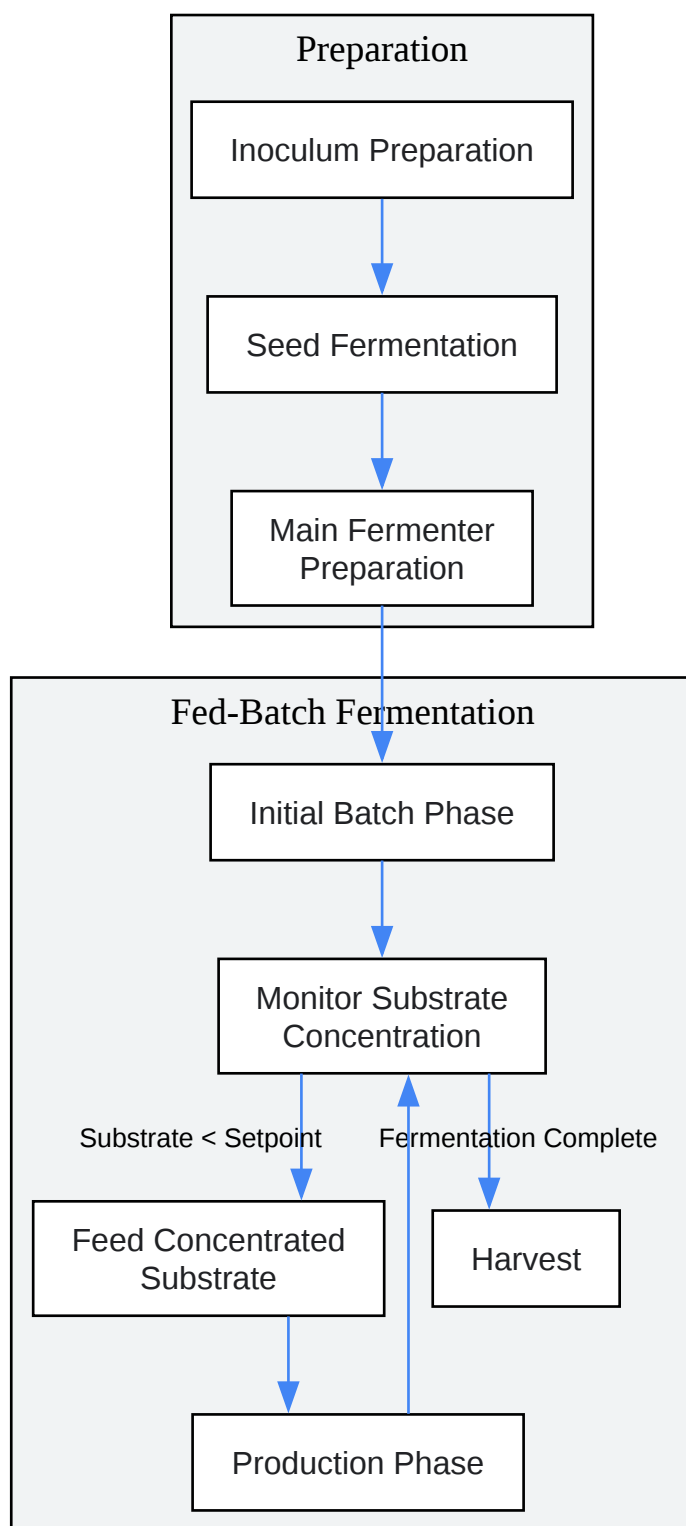 Preparation
Inoculum Preparation
Seed Fermentation
Main Fermenter
Preparation
Fed-Batch Fermentation
Initial Batch Phase
Monitor Substrate
Concentration
Substrate < Setpoint
Fermentation Complete
Feed Concentrated
Substrate
Harvest
Production Phase